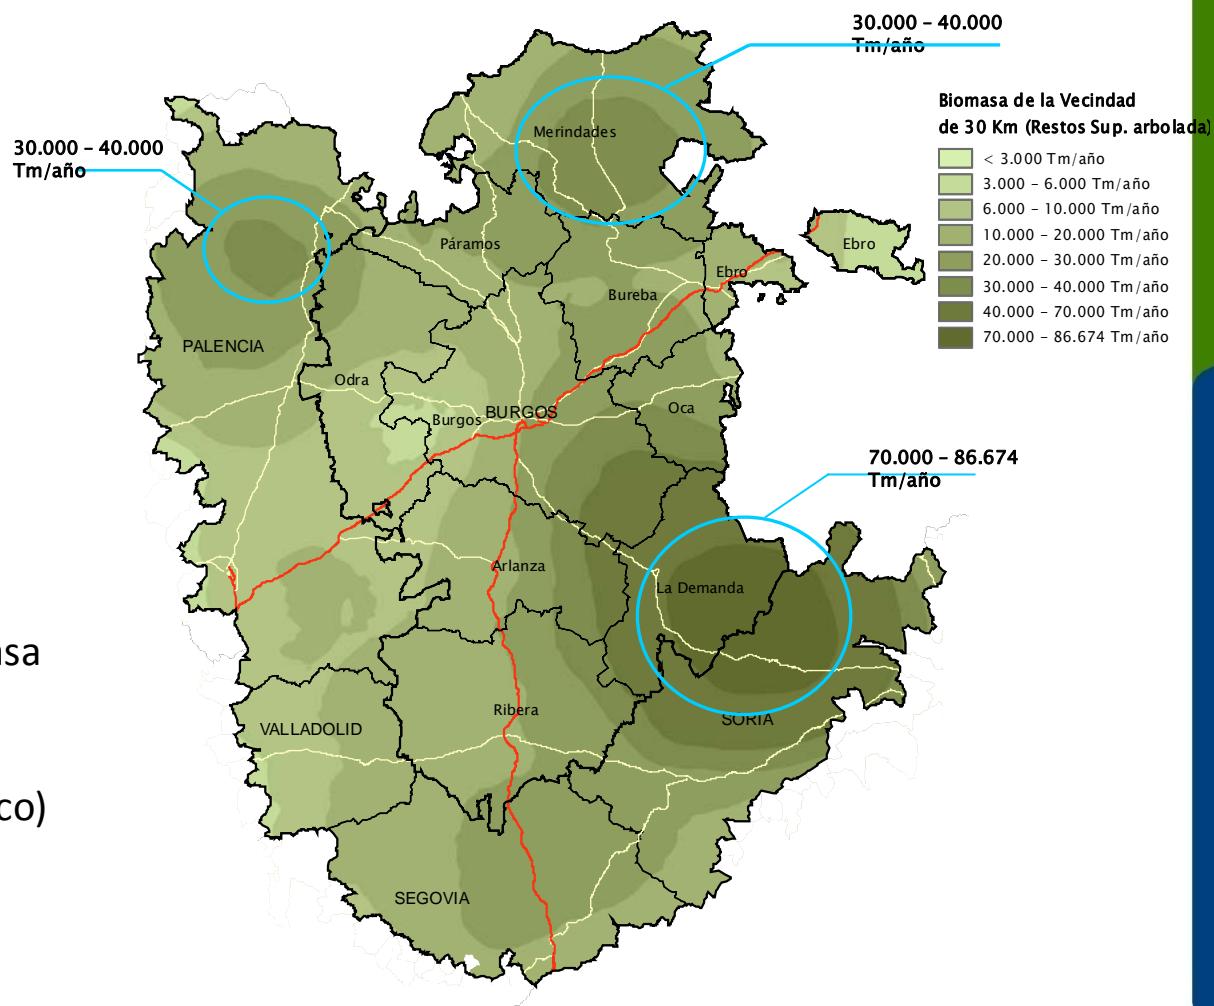 30.000 – 40.000
Tm/año
30.000 – 40.000
Tm/año
Biomasa de la Vecindad
de 30 Km (Restos Sup. arbolada)
< 3.000 Tm/año
3.000 – 6.000 Tm/año
6.000 – 10.000 Tm/año
10.000 – 20.000 Tm/año
20.000 – 30.000 Tm/año
30.000 – 40.000 Tm/año
40.000 – 70.000 Tm/año
70.000 – 86.674 Tm/año
Merindades
Páramos
Ebro
Ebro
Bureba
PALENCIA
Odra
Burgos
BURGOS
Oca
70.000 – 86.674
Tm/año
Arlanza
La Demanda
Ribera
SORIA
VALLADOLID
SEGOVIA
co)